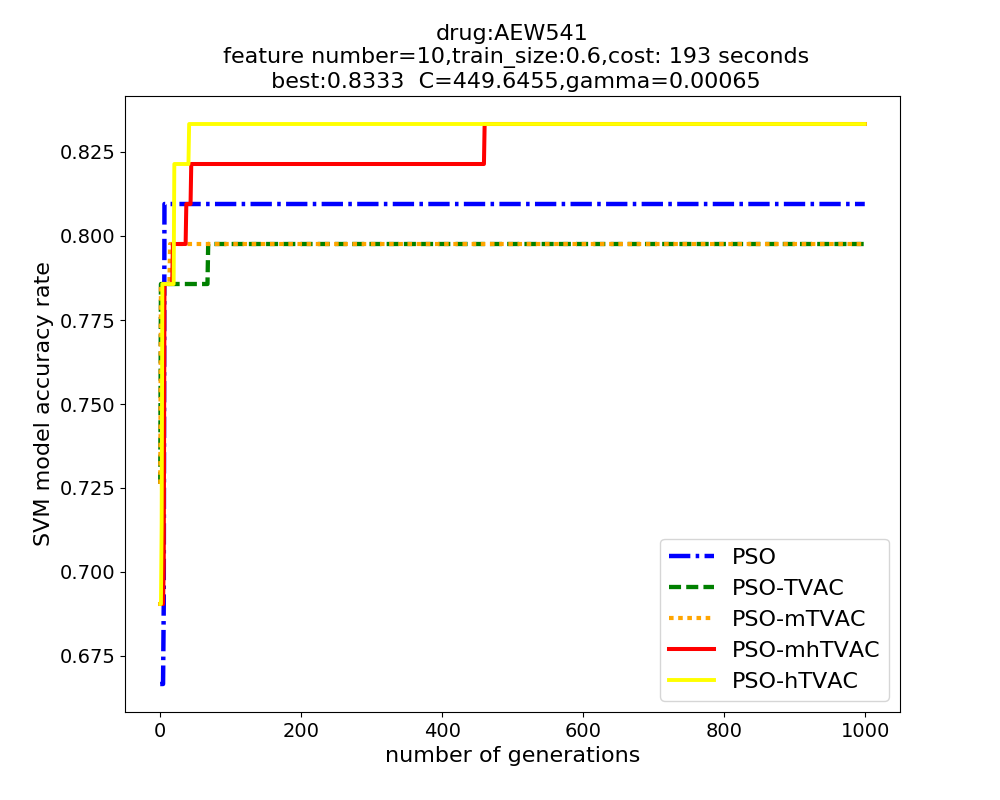 drug:AEW541
feature number=10,train_size:0.6,cost: 193 seconds
best:0.8333  C=449.6455,gamma=0.00065
0.825
0.800
0.775
0.750
0.725
0.700
0.675
SVM model accuracy rate
PSO
PSO-TVAC
PSO-mTVAC
PSO-mhTVAC
PSO-hTVAC
0 200 400 600 800 1000
number of generations